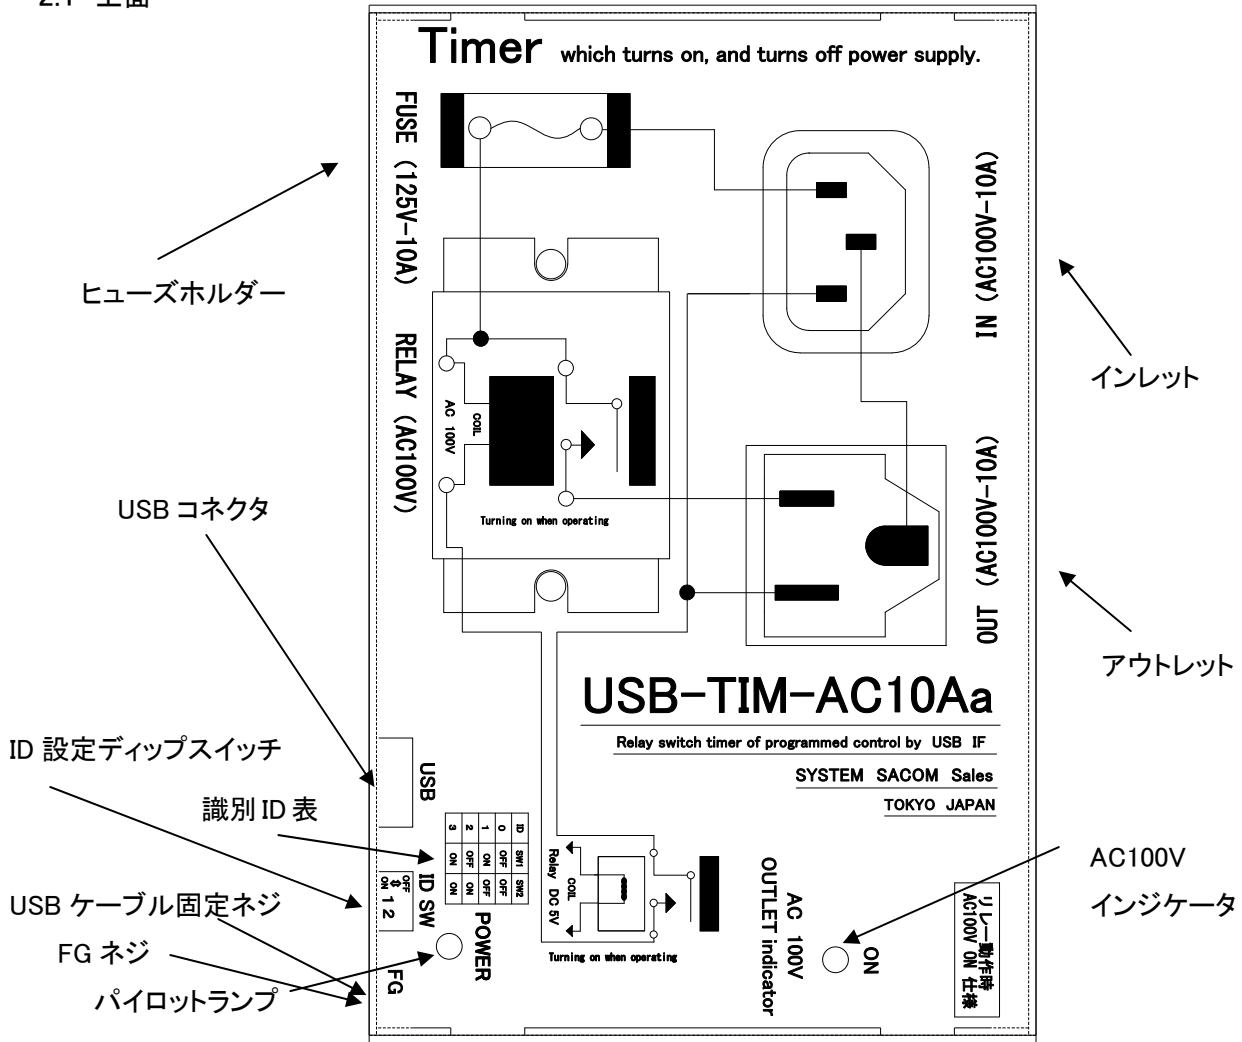 2.1 上面
Timer which turns on, and turns off power supply.
FUSE (125V-10A)
IN (AC100V-10A)
ヒューズホルダー
インレット
RELAY (AC100V)
AC 100V
COIL
Turning on when operating
OUT (AC100V-10A)
USB コネクタ
アウトレット
USB-TIM-AC10Aa
Relay switch timer of programmed control by USB IF
SYSTEM SACOM Sales
TOKYO JAPAN
ID 設定ディップスイッチ
USB
識別 ID 表
ID SW1 SW2
0 OFF OFF
1 ON OFF
2 OFF ON
3 ON ON
Relay DC 5V
COIL
Turning on when operating
AC 100V
OUTLET indicator
ON
AC100V
インジケータ
リレー動作時
AC100V ON 仕様
ID SW
OFF
⇕
ON
1 2
USB ケーブル固定ネジ
POWER
FG ネジ
FG
パイロットランプ